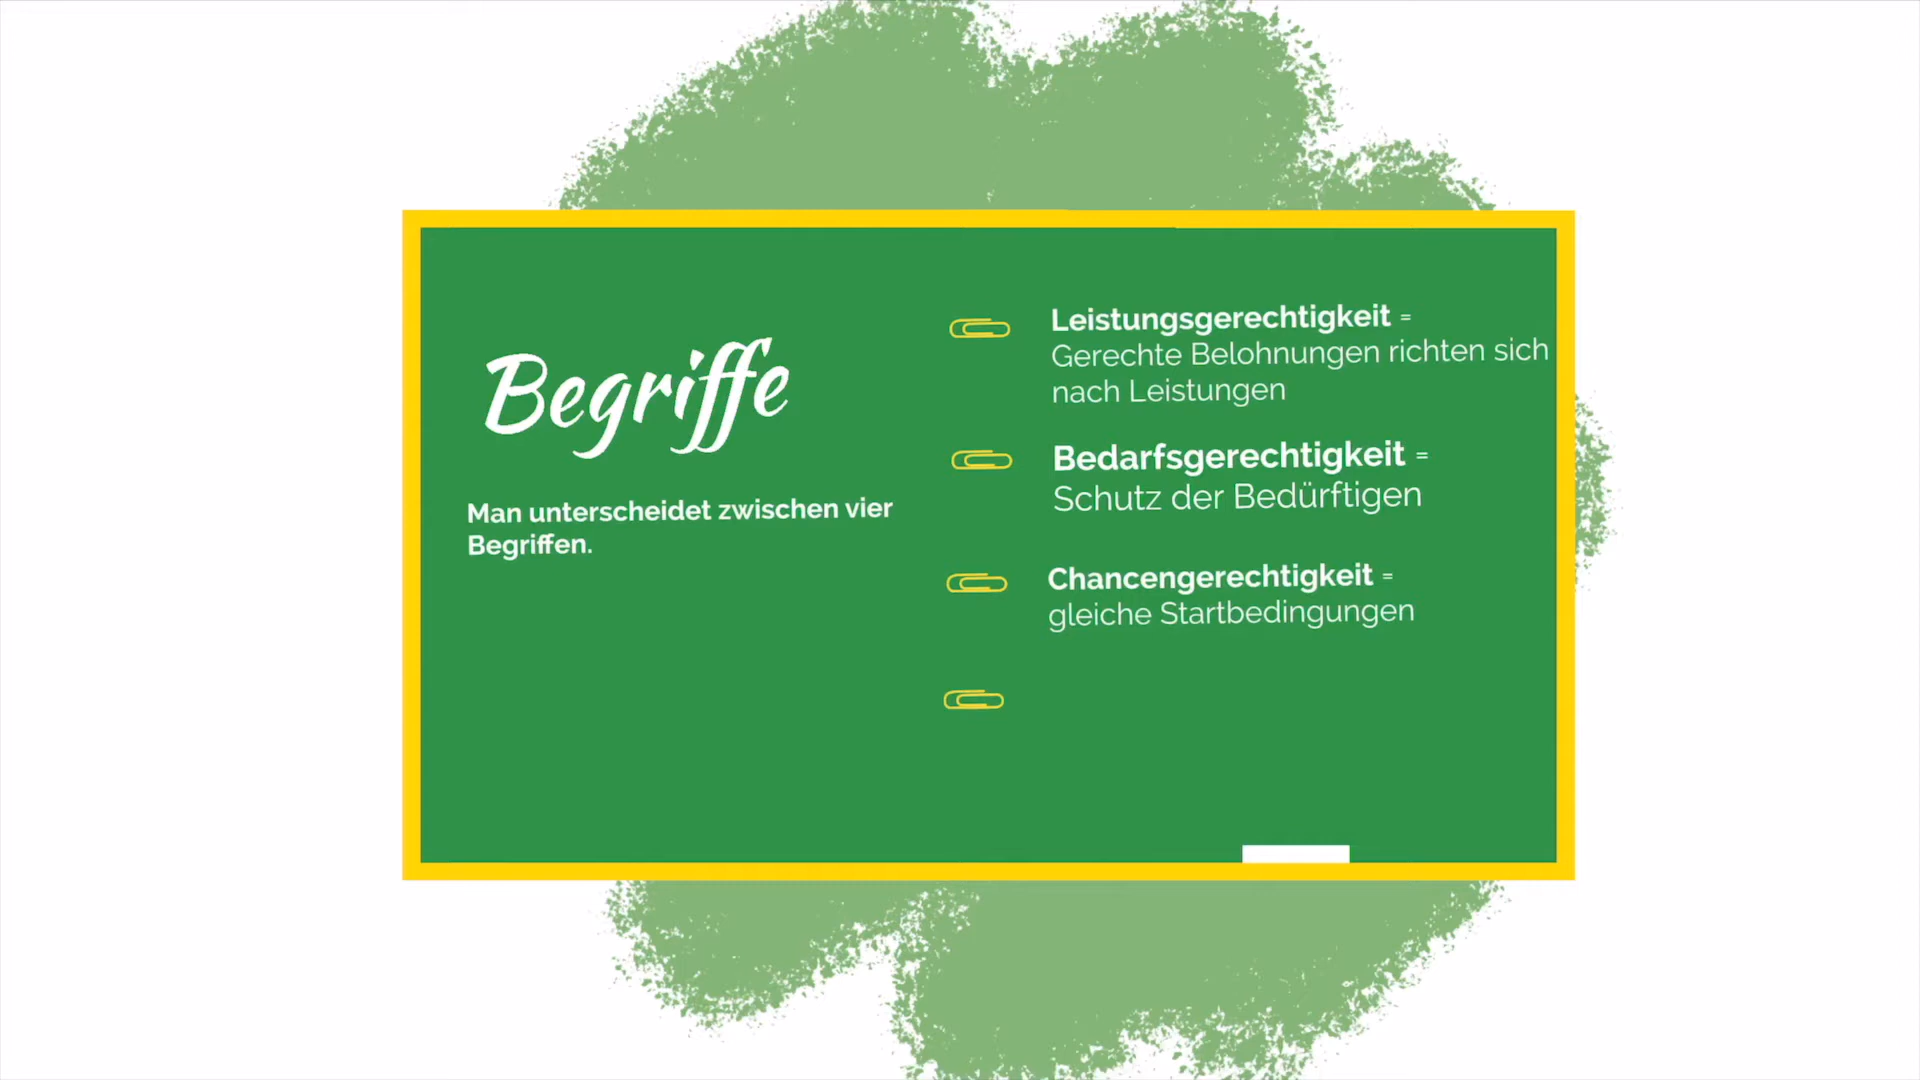 Begriffe
Man unterscheidet zwischen vier
Begriffen.
Leistungsgerechtigkeit =
Gerechte Belohnungen richten sich
nach Leistungen
Bedarfsgerechtigkeit =
Schutz der Bedürftigen
Chancengerechtigkeit =
gleiche Startbedingungen